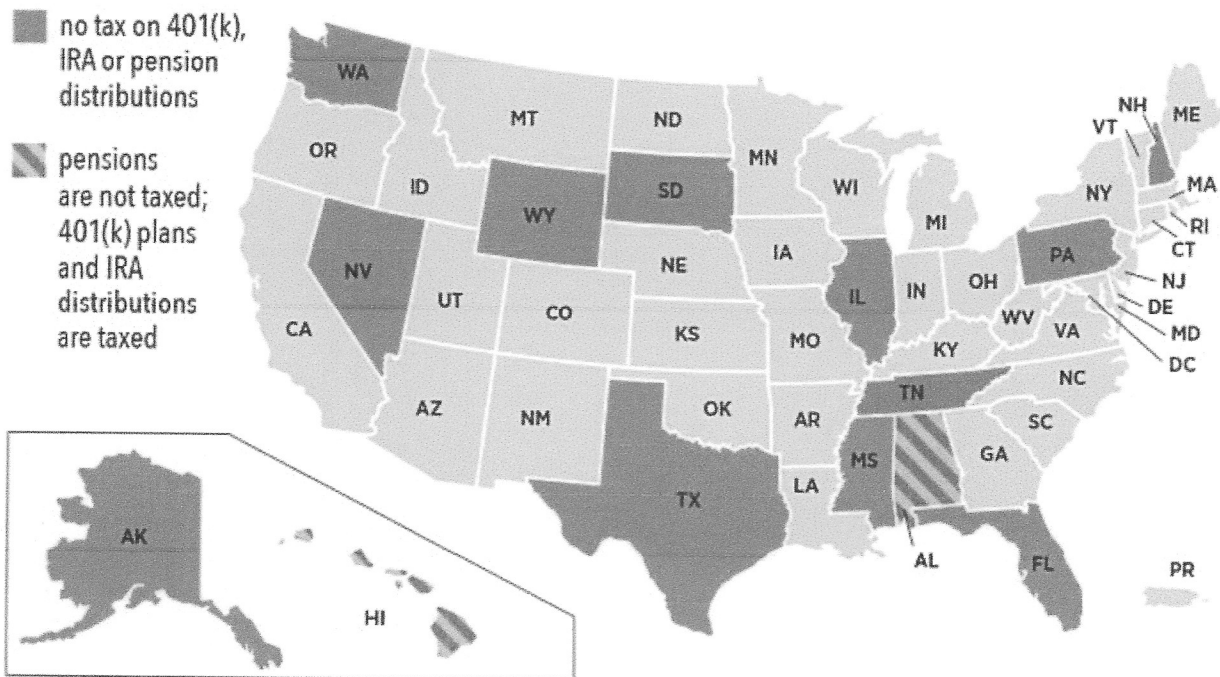 no tax on 401(k),
IRA or pension
distributions
pensions
are not taxed;
401(k) plans
and IRA
distributions
are taxed
WA
MT
ND
MN
NH
ME
VT
OR
ID
WY
SD
WI
MI
NY
MA
RI
CT
NV
UT
CO
NE
IA
IL
IN
OH
PA
NJ
DE
MD
DC
CA
KS
MO
KY
WV
VA
AZ
NM
OK
AR
TN
NC
SC
TX
LA
MS
AL
GA
FL
AK
HI
PR